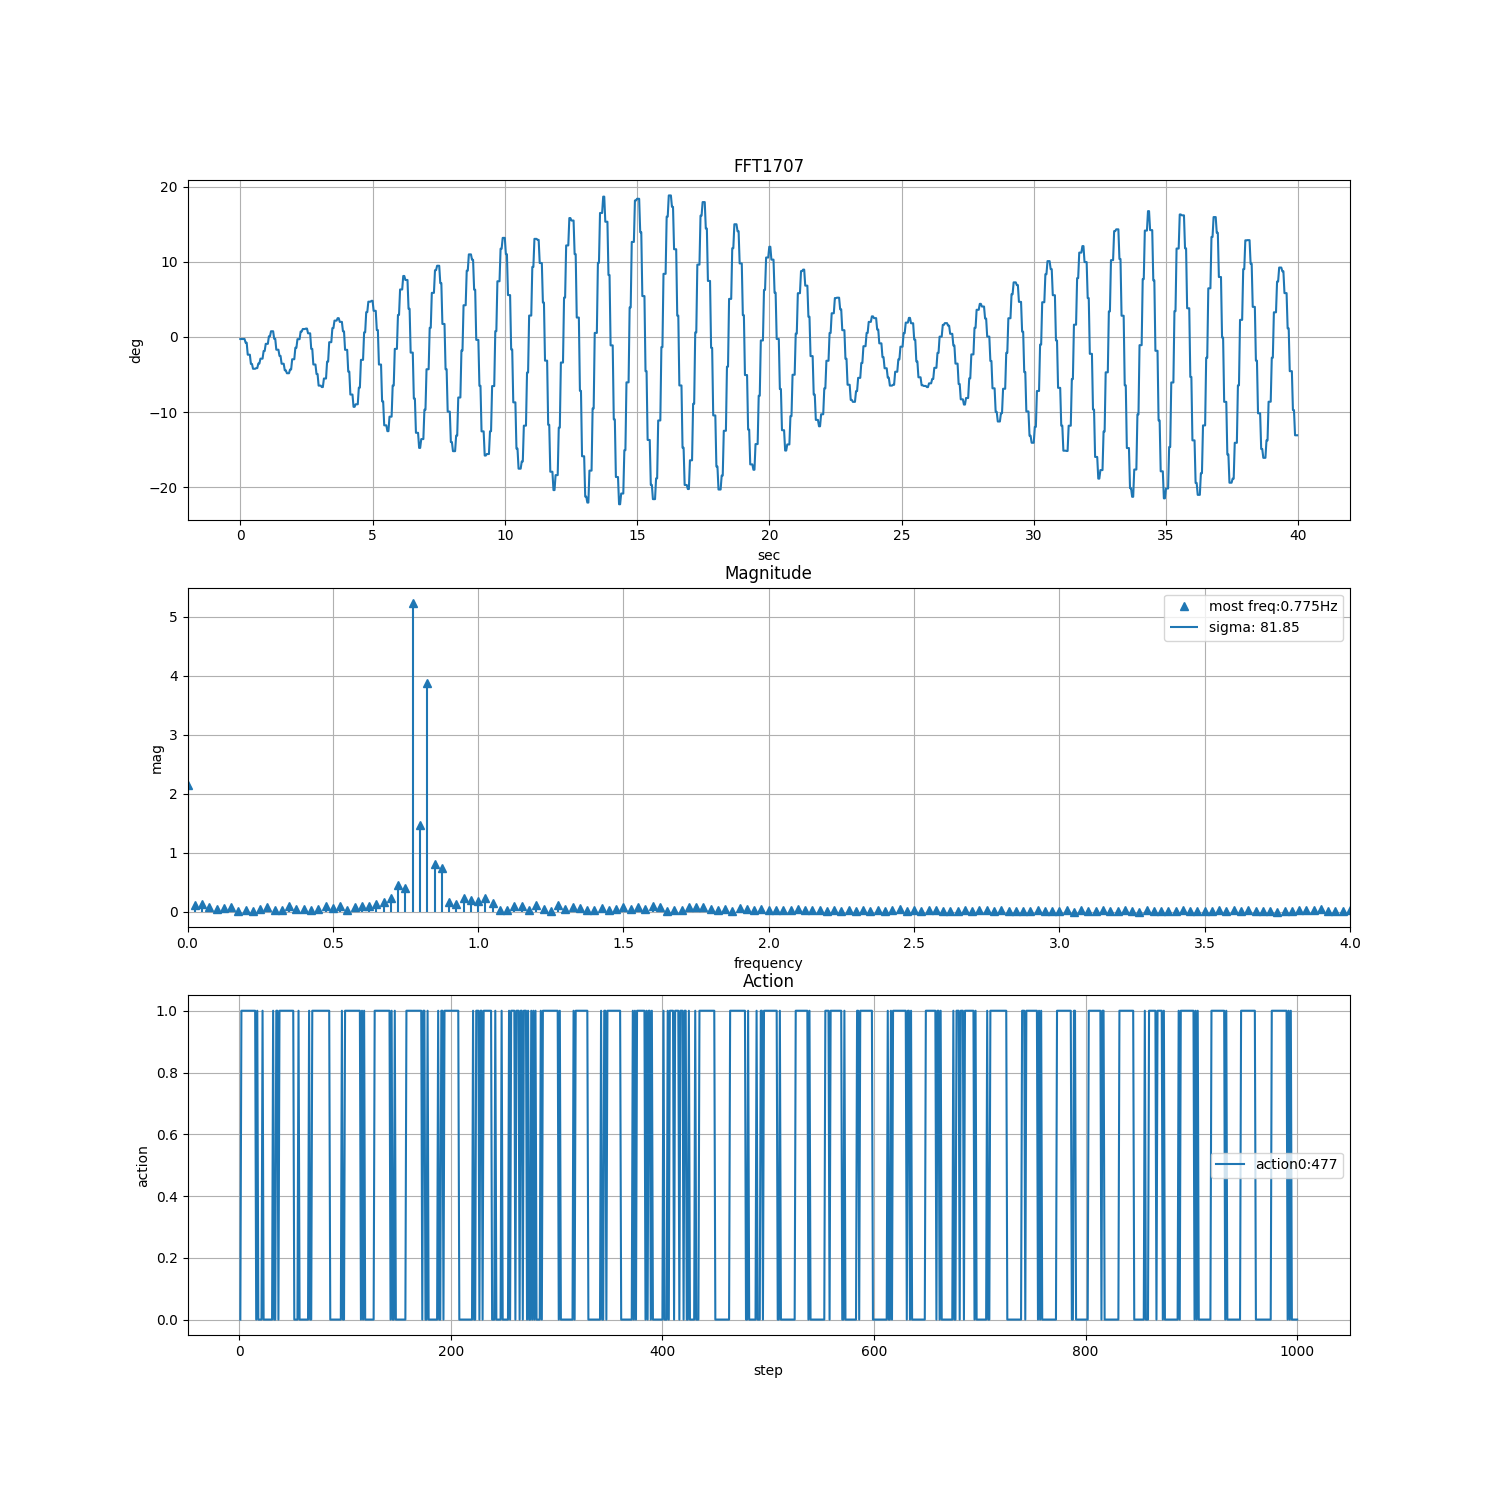 FFT1707
20
10
0
−10
−20
deg
0 5 10 15 20 25 30 35 40
sec
Magnitude
most freq:0.775Hz
sigma: 81.85
5
4
3
2
1
0
mag
0.0 0.5 1.0 1.5 2.0 2.5 3.0 3.5 4.0
frequency
Action
1.0
0.8
0.6
0.4
0.2
0.0
action
action0:477
0 200 400 600 800 1000
step